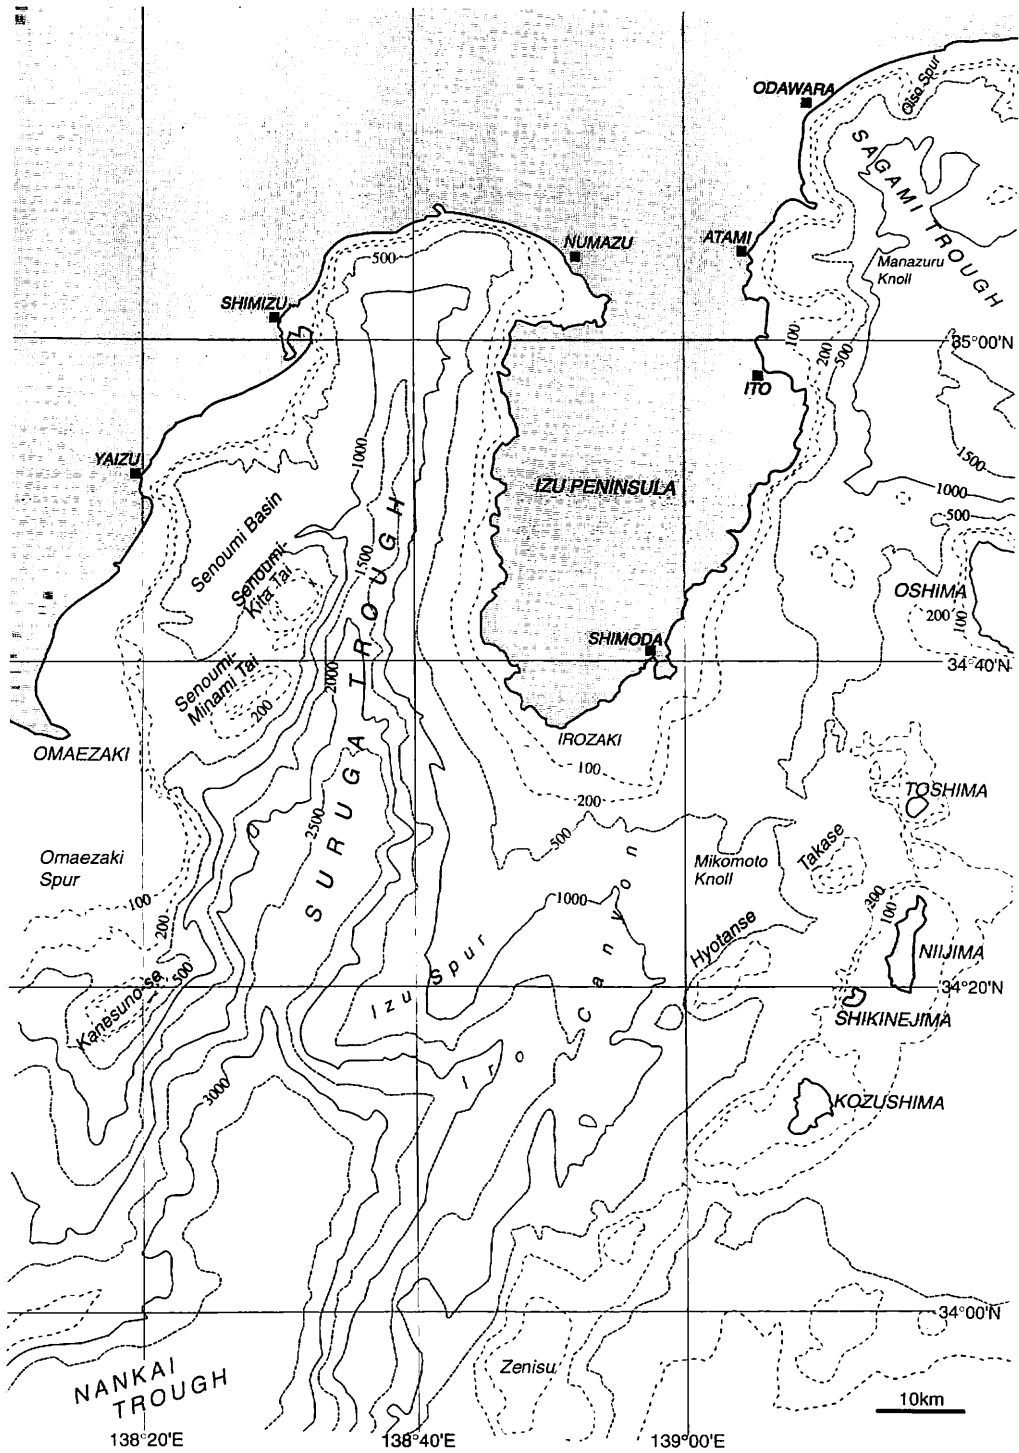 ODAWARA
Oiso Spur
SAGAMI TROUGH
NUMAZU
ATAMI
500
Manazuru
Knoll
SHIMIZU
100
200
500
35°00'N
ITO
YAIZU
1000
1500
IZU PENINSULA
1000
500
Senoumi Basin
Senoumi-
Kita Tai
1500
OSHIMA
200
100
SHIMODA
34°40'N
Senoumi-
Minami Tai
200
2000
SURUGA TROUGH
OMAEZAKI
IROZAKI
100
200
TOSHIMA
2500
500
Omaezaki
Spur
Mikomoto
Knoll
Takase
100
200
1000
200
100
Hyotanse
NIIJIMA
Izu Spur
Iro Canyon
500
Kanesuno-se
34°20'N
SHIKINEJIMA
3000
KOZUSHIMA
34°00'N
Zenisu
NANKAI
TROUGH
10km
138°20'E
138°40'E
139°00'E